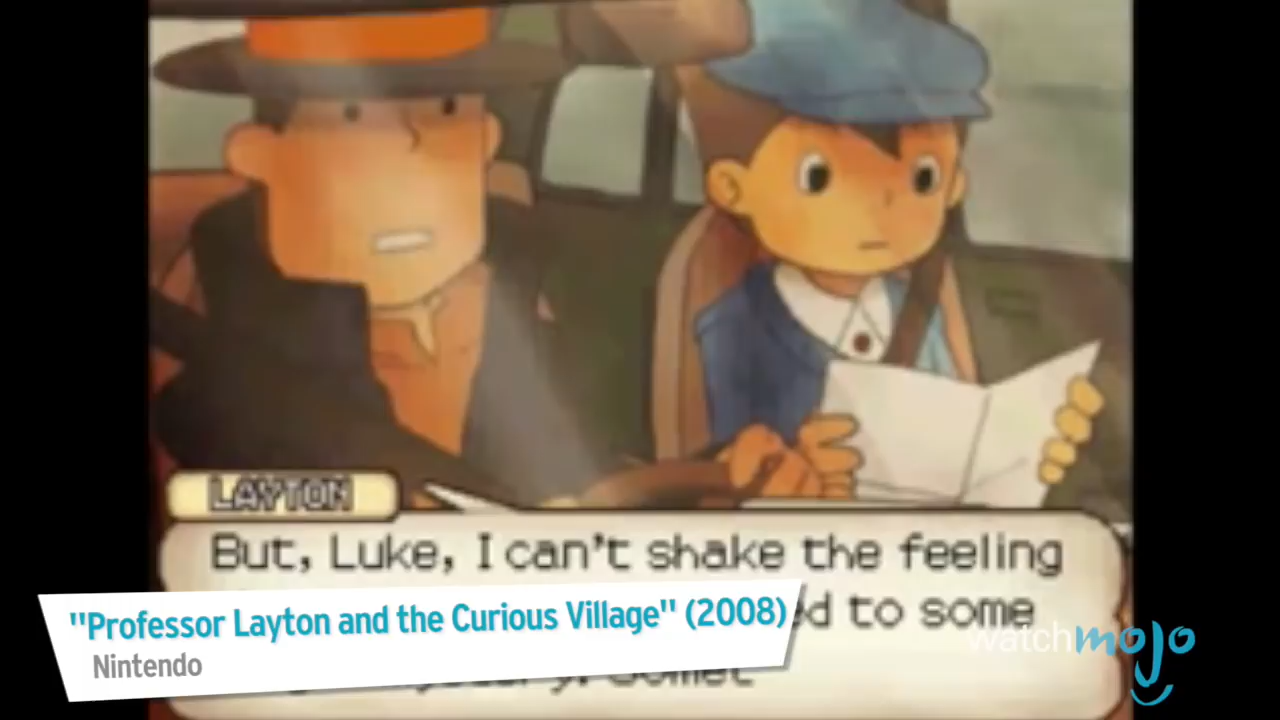 LAYTON
But, Luke, I can't shake the feeling
to some
"Professor Layton and the Curious Village" (2008)
Nintendo
watchmojo